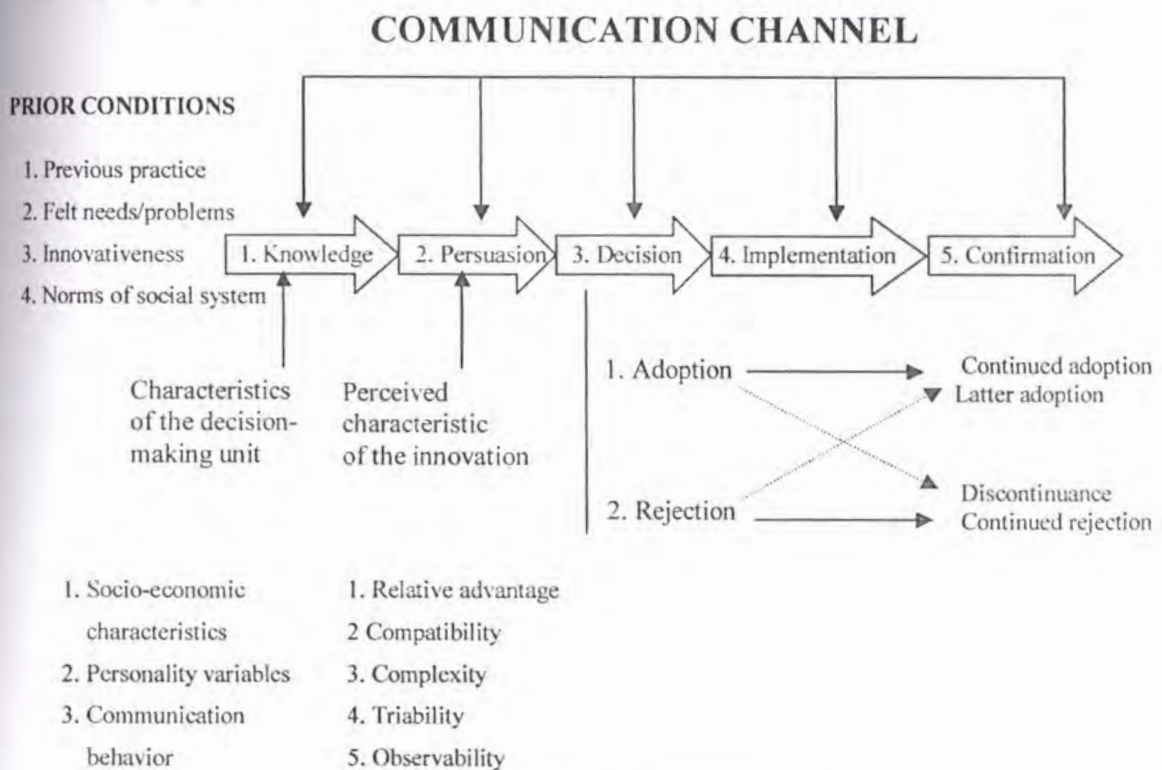 COMMUNICATION CHANNEL
PRIOR CONDITIONS
1. Previous practice
2. Felt needs/problems
3. Innovativeness
4. Norms of social system
1. Knowledge
2. Persuasion
3. Decision
4. Implementation
5. Confirmation
Characteristics
of the decision-
making unit
Perceived
characteristic
of the innovation
1. Adoption
2. Rejection
Continued adoption
Latter adoption
Discontinuance
Continued rejection
1. Socio-economic
characteristics
2. Personality variables
3. Communication
behavior
1. Relative advantage
2 Compatibility
3. Complexity
4. Triability
5. Observability